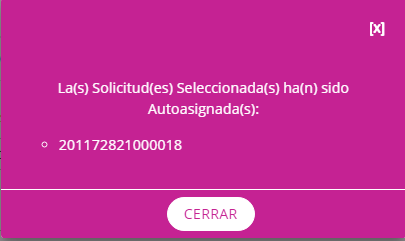 [x]
La(s) Solicitud(es) Seleccionada(s) ha(n) sido
Autoasignada(s):
201172821000018
CERRAR